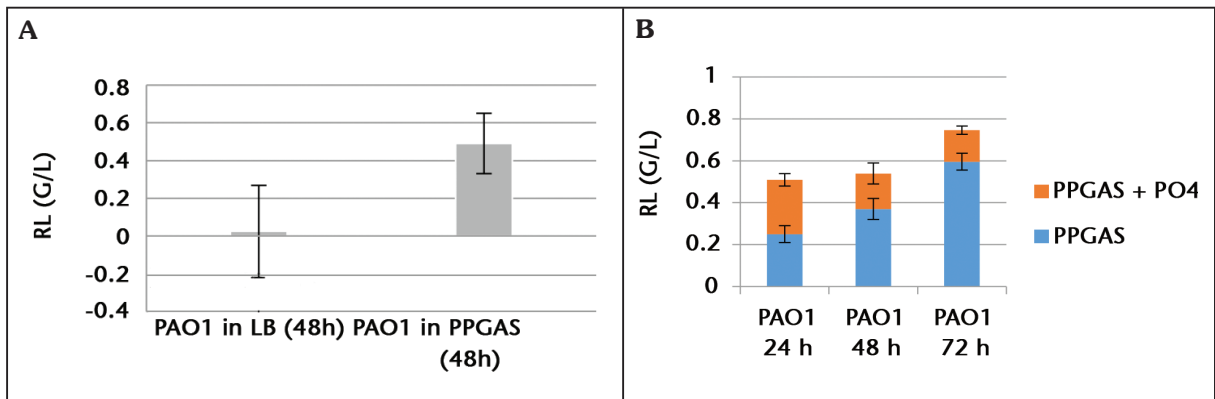 A
0.8
0.6
0.4
0.2
0
-0.2
-0.4
RL (G/L)
PAO1 in LB (48h) PAO1 in PPGAS
(48h)
B
1
0.8
0.6
0.4
0.2
0
RL (G/L)
PAO1 PAO1 PAO1
24 h 48 h 72 h
PPGAS + PO4
PPGAS